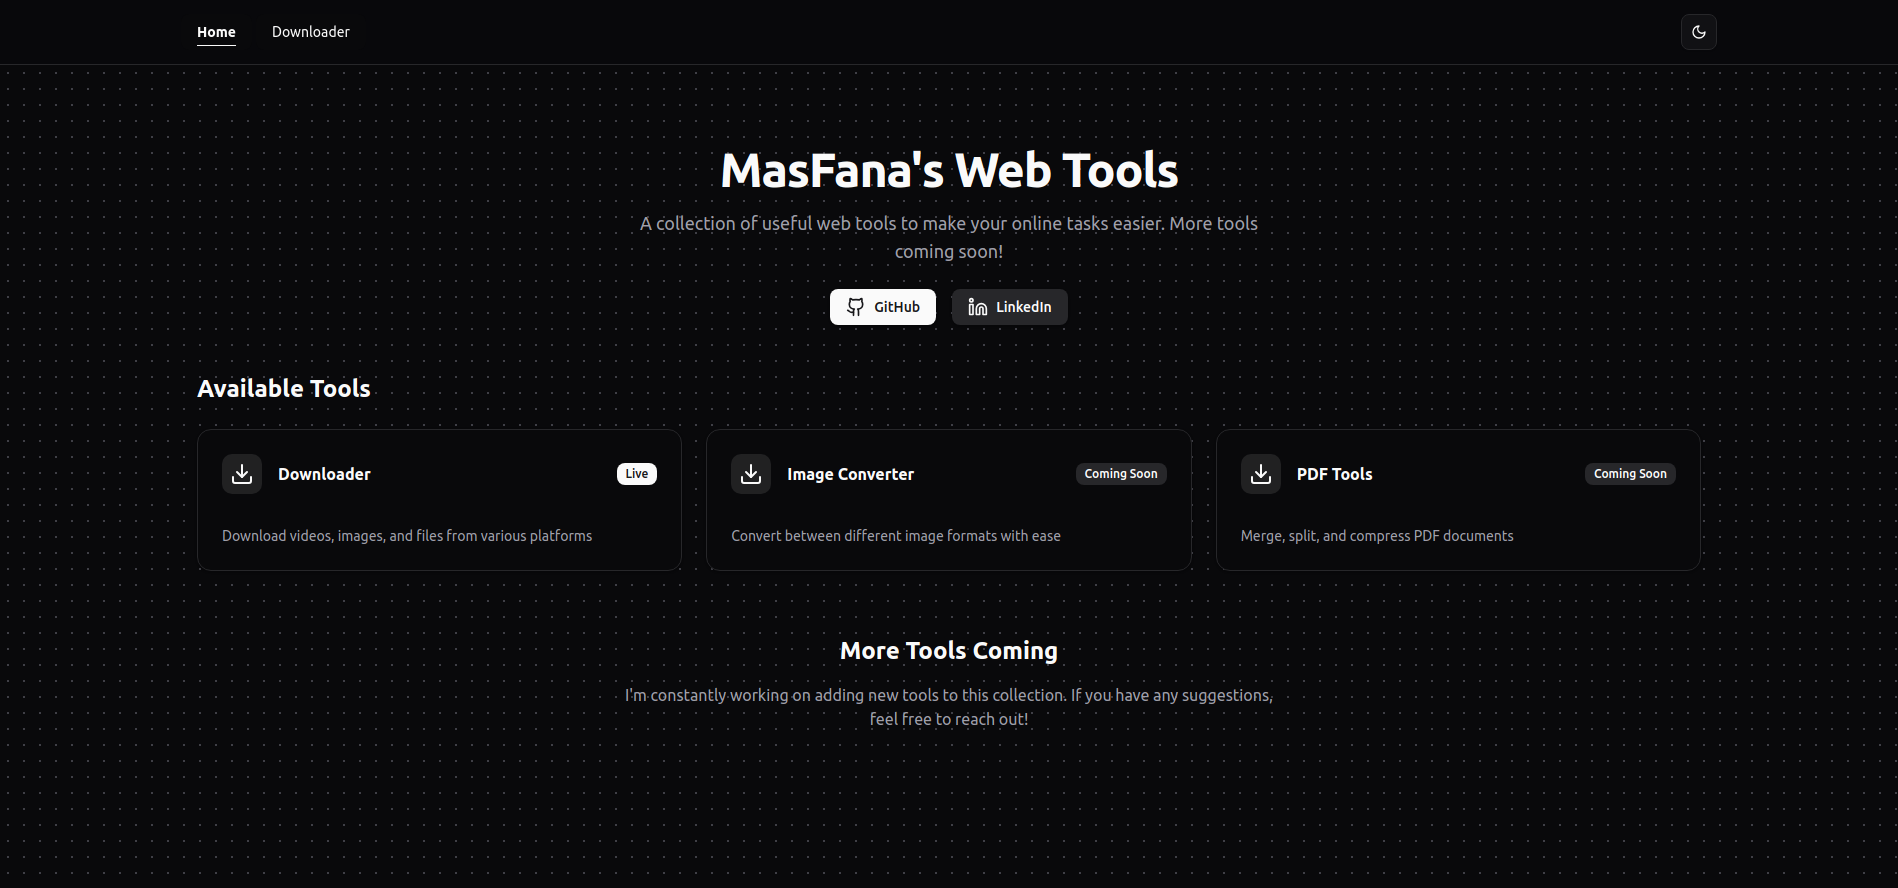 Home
Downloader
MasFana's Web Tools
A collection of useful web tools to make your online tasks easier. More tools
coming soon!
GitHub
LinkedIn
Available Tools
Downloader
Live
Download videos, images, and files from various platforms
Image Converter
Coming Soon
Convert between different image formats with ease
PDF Tools
Coming Soon
Merge, split, and compress PDF documents
More Tools Coming
I'm constantly working on adding new tools to this collection. If you have any suggestions,
feel free to reach out!